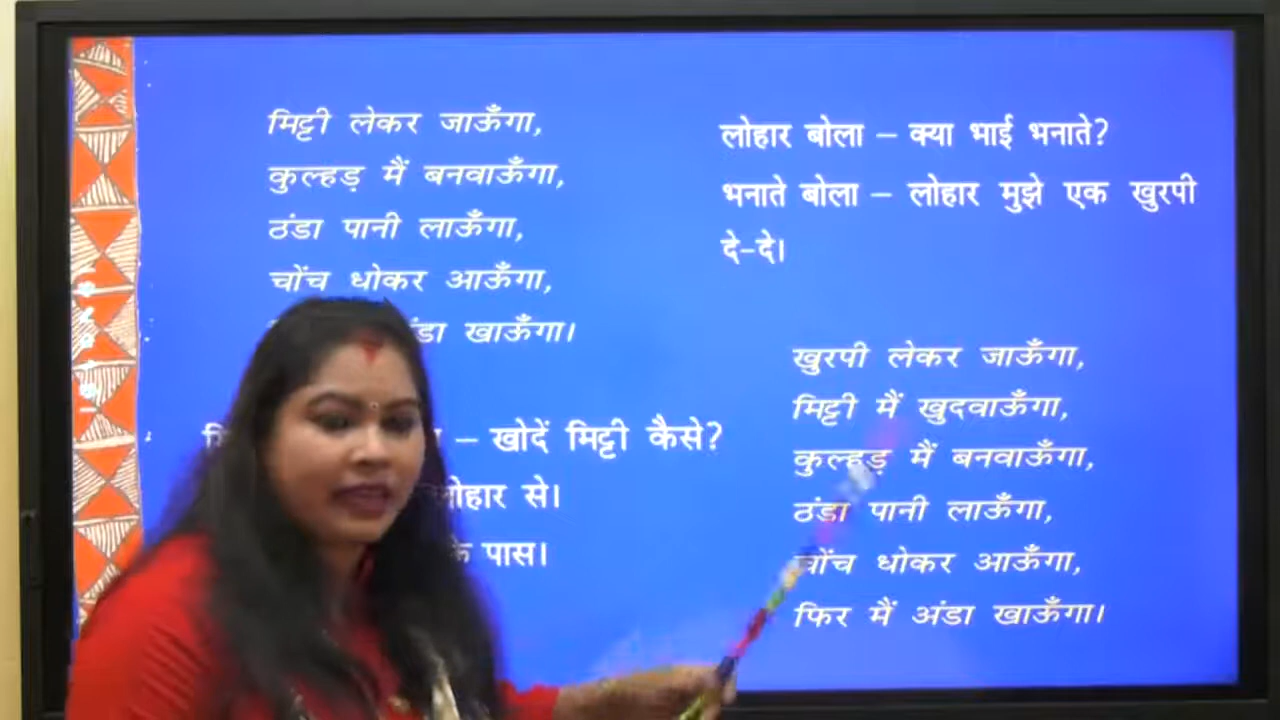 मिट्टी लेकर जाऊँगा,
कुल्हड़ मैं बनवाऊँगा,
ठंडा पानी लाऊँगा,
चोंच धोकर आऊँगा,
खाऊँगा।
– खोदें मिट्टी कैसे?
लोहार से।
के पास।
लोहार बोला – क्या भाई भनाते?
भनाते बोला – लोहार मुझे एक खुरपी
दे-दे।
खुरपी लेकर जाऊँगा,
मिट्टी मैं खुदवाऊँगा,
कुल्हड़ मैं बनवाऊँगा,
ठंडा पानी लाऊँगा,
चोंच धोकर आऊँगा,
फिर मैं अंडा खाऊँगा।